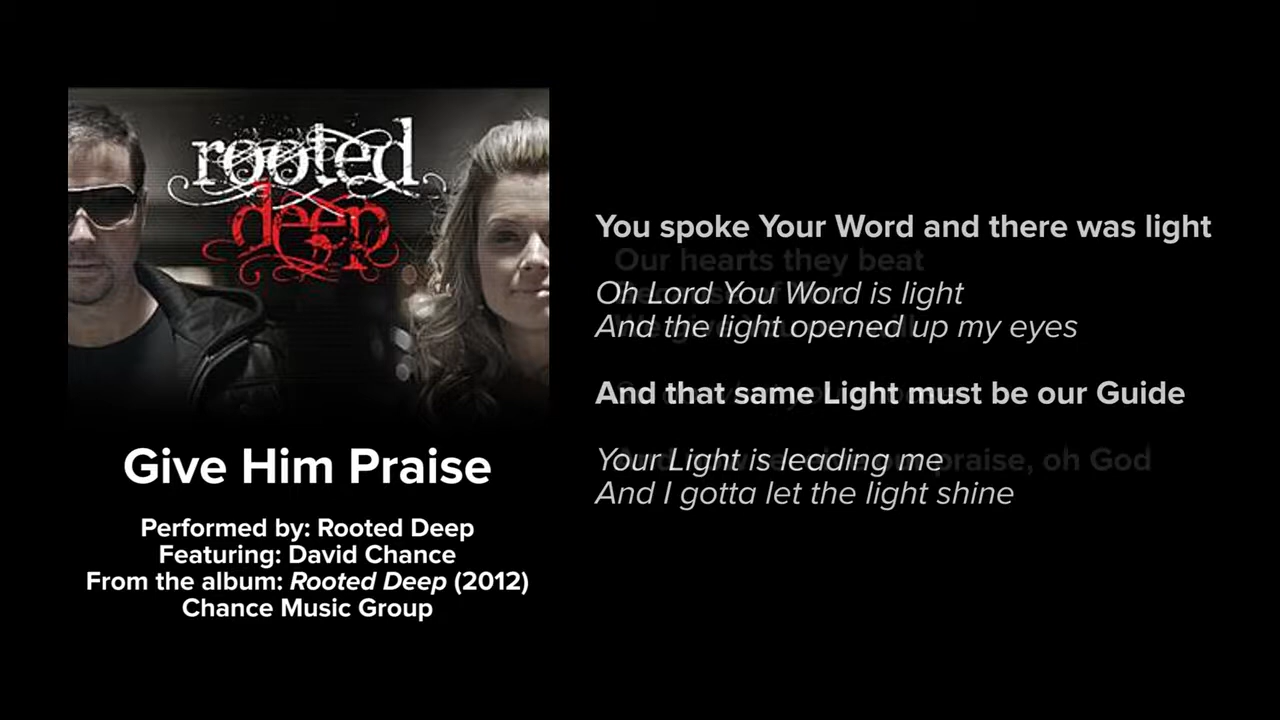 rooted
deep
Give Him Praise
Performed by: Rooted Deep
Featuring: David Chance
From the album: Rooted Deep (2012)
Chance Music Group
You spoke Your Word and there was light
Our hearts they beat
Oh Lord You Word is light
And the light opened up my eyes
And that same Light must be our Guide
Your Light is leading me
praise, oh God
And I gotta let the light shine